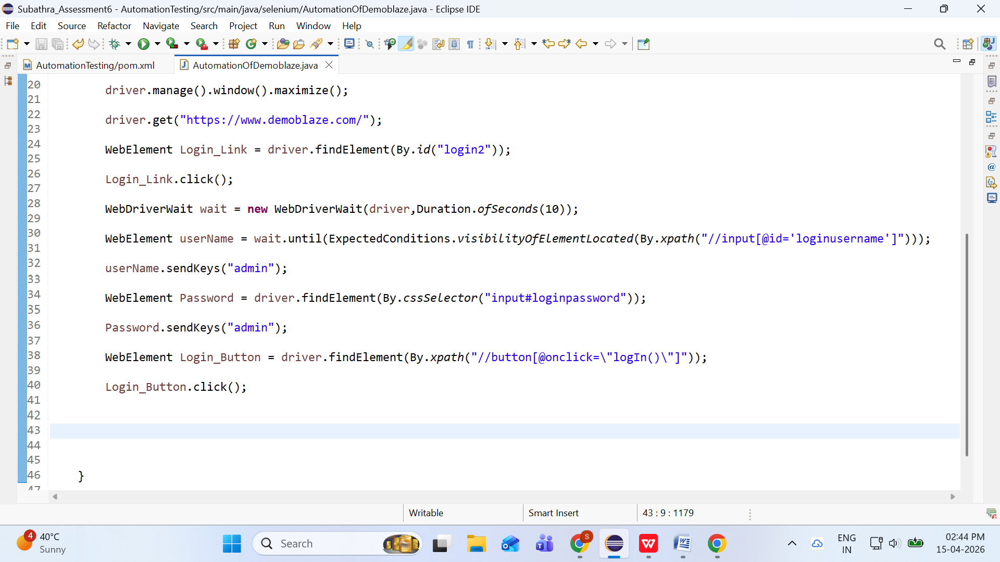 Subathra_Assessment6 - AutomationTesting/src/main/java/selenium/AutomationOfDemoblaze.java - Eclipse IDE
File Edit Source Refactor Navigate Search Project Run Window Help
AutomationTesting/pom.xml AutomationOfDemoblaze.java
20 driver.manage().window().maximize();
21
22 driver.get("https://www.demoblaze.com/");
23
24 WebElement Login_Link = driver.findElement(By.id("login2"));
25
26 Login_Link.click();
27
28 WebDriverWait wait = new WebDriverWait(driver,Duration.ofSeconds(10));
29
30 WebElement userName = wait.until(ExpectedConditions.visibilityOfElementLocated(By.xpath("//input[@id='loginusername']")));
31
32 userName.sendKeys("admin");
33
34 WebElement Password = driver.findElement(By.cssSelector("input#loginpassword"));
35
36 Password.sendKeys("admin");
37
38 WebElement Login_Button = driver.findElement(By.xpath("//button[@onclick=\"logIn()\"]"));
39
40 Login_Button.click();
41
42
43
44
45
46 }
47
Writable Smart Insert 43 : 9 : 1179
4 40°C
Sunny
Search
S
ENG
IN
02:44 PM
15-04-2026